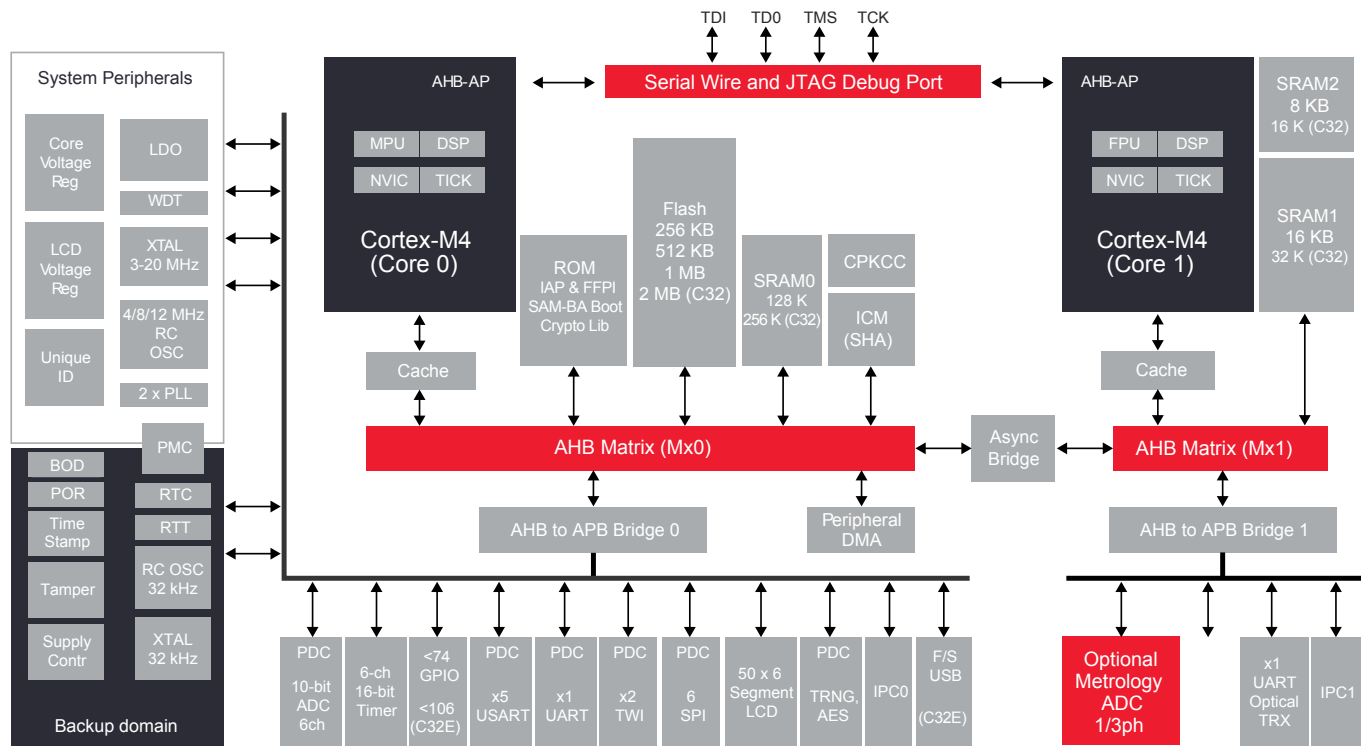 TDI
TD0
TMS
TCK
System Peripherals
Core
Voltage
Reg
LDO
WDT
LCD
Voltage
Reg
XTAL
3-20 MHz
4/8/12 MHz
RC
OSC
Unique
ID
2 x PLL
PMC
BOD
POR
RTC
Time
Stamp
RTT
Tamper
RC OSC
32 kHz
Supply
Contr
XTAL
32 kHz
Backup domain
AHB-AP
MPU
DSP
NVIC
TICK
Cortex-M4
(Core 0)
Serial Wire and JTAG Debug Port
AHB-AP
FPU
DSP
NVIC
TICK
Cortex-M4
(Core 1)
SRAM2
8 KB
16 K (C32)
SRAM1
16 KB
32 K (C32)
Cache
ROM
IAP & FFPI
SAM-BA Boot
Crypto Lib
Flash
256 KB
512 KB
1 MB
2 MB (C32)
SRAM0
128 K
256 K (C32)
CPKCC
ICM
(SHA)
Cache
AHB Matrix (Mx0)
Async
Bridge
AHB Matrix (Mx1)
AHB to APB Bridge 0
Peripheral
DMA
AHB to APB Bridge 1
PDC
10-bit
ADC
6ch
6-ch
16-bit
Timer
<74
GPIO
<106
(C32E)
PDC
x5
USART
PDC
x1
UART
PDC
x2
TWI
PDC
6
SPI
50 x 6
Segment
LCD
PDC
TRNG,
AES
IPC0
F/S
USB
(C32E)
Optional
Metrology
ADC
1/3ph
x1
UART
Optical
TRX
IPC1